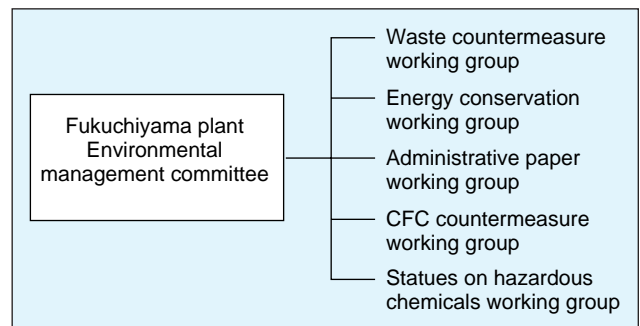 Fukuchiyama plant
Environmental
management committee
Waste countermeasure
working group
Energy conservation
working group
Administrative paper
working group
CFC countermeasure
working group
Statues on hazardous
chemicals working group